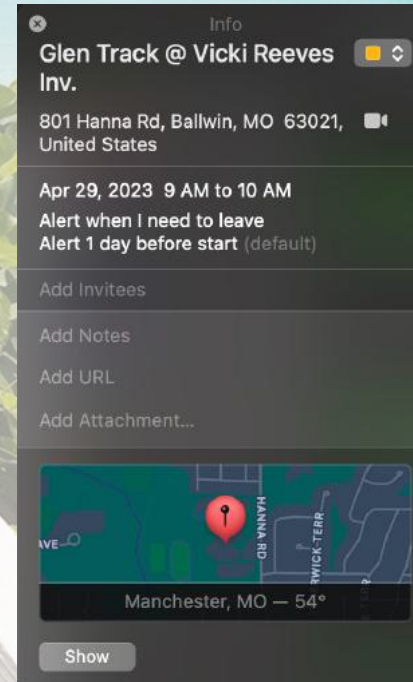 Info
Glen Track @ Vicki Reeves
Inv.
801 Hanna Rd, Ballwin, MO 63021,
United States
Apr 29, 2023 9 AM to 10 AM
Alert when I need to leave
Alert 1 day before start (default)
Add Invitees
Add Notes
Add URL
Add Attachment...
HANNA RD
AVE
WICK-TERR
Manchester, MO — 54°
Show